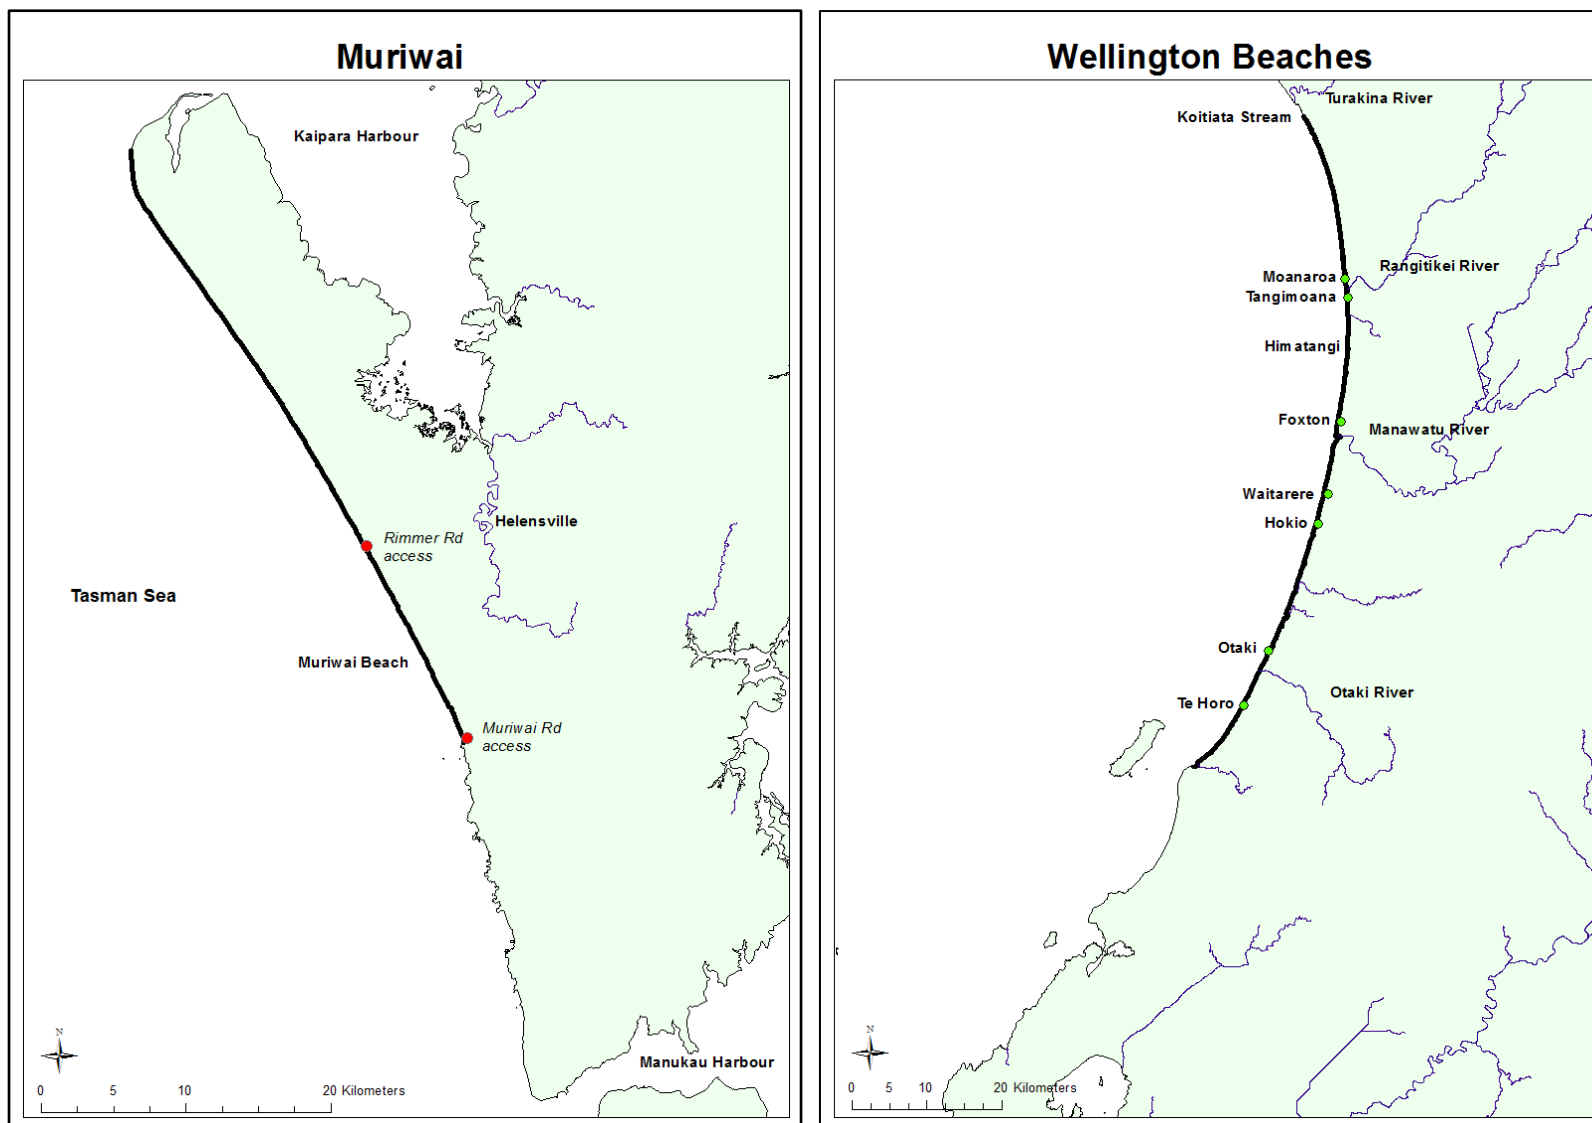 Muriwai
Kaipara Harbour
Helensville
Rimmer Rd
access
Tasman Sea
Muriwai Beach
Muriwai Rd
access
Manukau Harbour
N
0 5 10 20 Kilometers
Wellington Beaches
Turakina River
Koitiata Stream
Rangitikei River
Moanaroa
Tangimoana
Himatangi
Foxton
Manawatu River
Waitarere
Hokio
Otaki
Otaki River
Te Horo
N
0 5 10 20 Kilometers